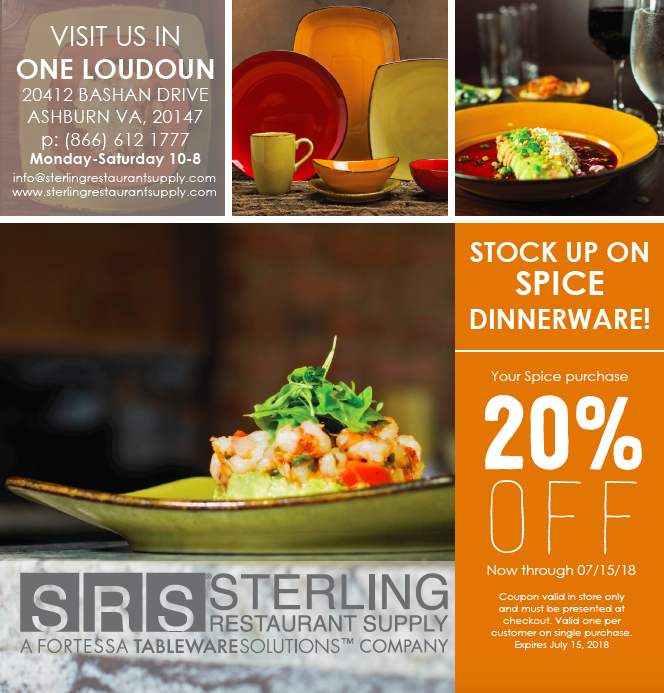 VISIT US IN
ONE LOUDOUN
20412 BASHAN DRIVE
ASHBURN VA, 20147
p: (866) 612 1777
Monday-Saturday 10-8
info@sterlingrestaurantsupply.com
www.sterlingrestaurantsupply.com
STOCK UP ON
SPICE
DINNERWARE!
Your Spice purchase
20%
OFF
Now through 07/15/18
Coupon valid in store only
and must be presented at
checkout. Valid one per
customer on single purchase.
Expires July 15, 2018
SRS® STERLING
RESTAURANT SUPPLY
A FORTESSA TABLEWARESOLUTIONS™ COMPANY